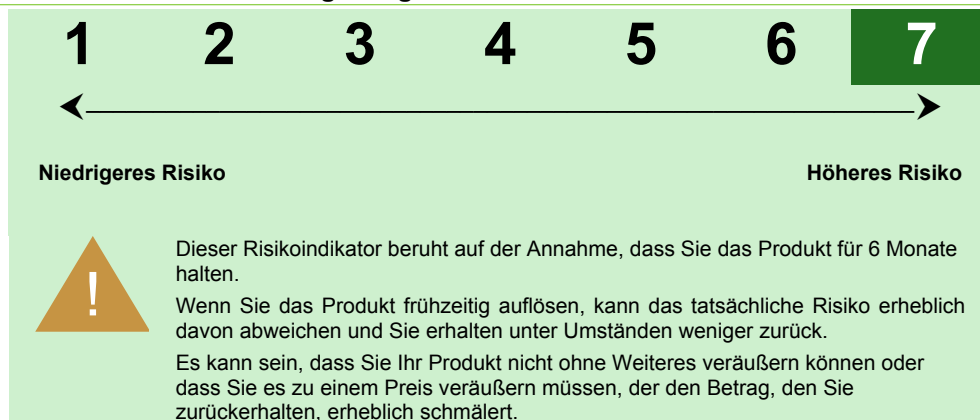 1 2 3 4 5 6 7
Niedrigeres Risiko Höheres Risiko
!
Dieser Risikoindikator beruht auf der Annahme, dass Sie das Produkt für 6 Monate
halten.
Wenn Sie das Produkt frühzeitig auflösen, kann das tatsächliche Risiko erheblich
davon abweichen und Sie erhalten unter Umständen weniger zurück.
Es kann sein, dass Sie Ihr Produkt nicht ohne Weiteres veräußern können oder
dass Sie es zu einem Preis veräußern müssen, der den Betrag, den Sie
zurückerhalten, erheblich schmälert.